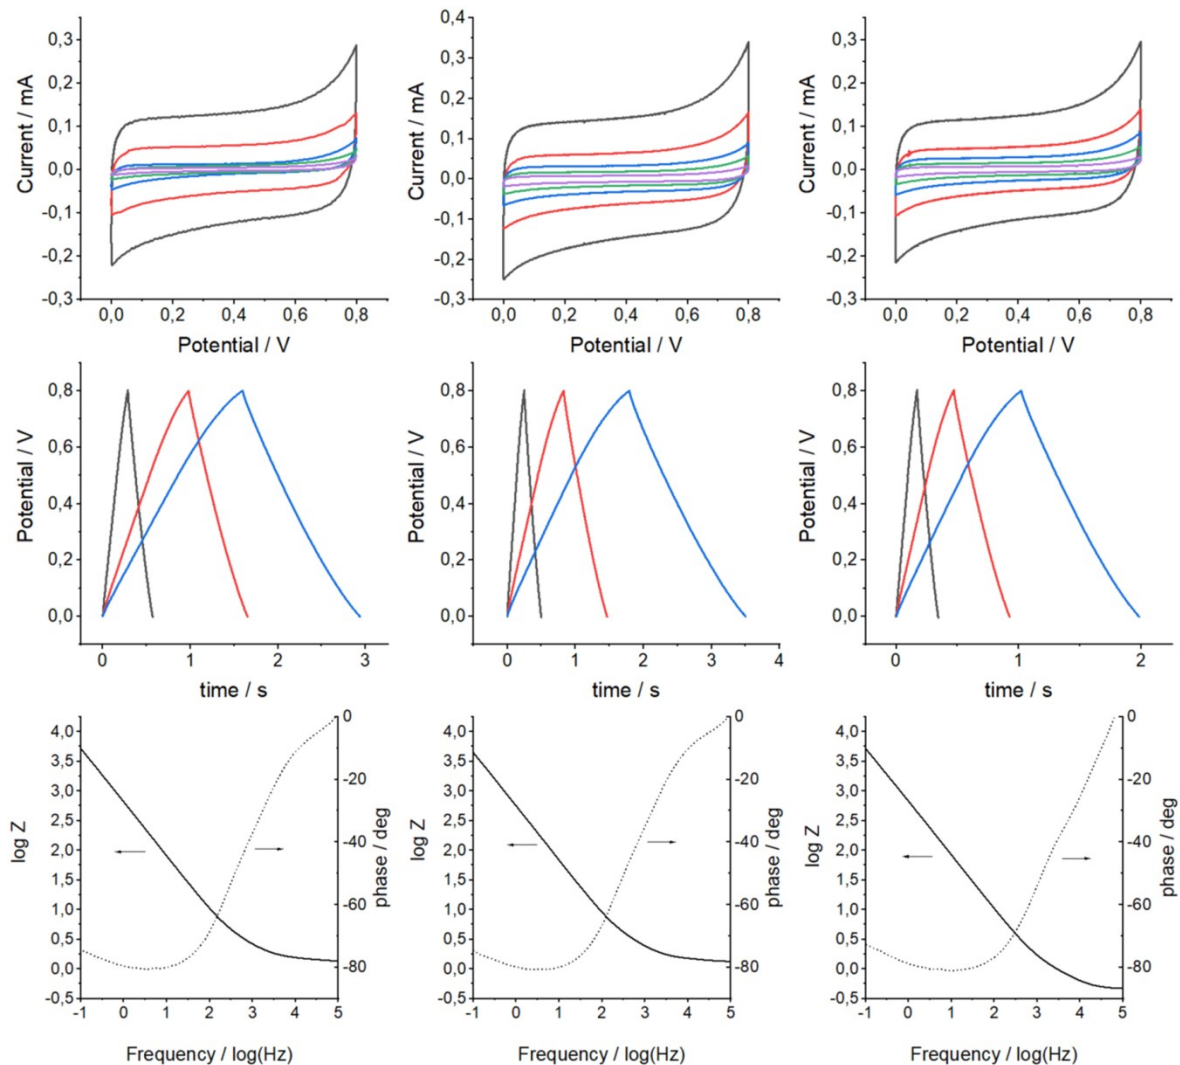 0,3
0,2
0,1
0,0
-0,1
-0,2
-0,3
Current / mA
0,0 0,2 0,4 0,6 0,8
Potential / V
0,4
0,3
0,2
0,1
0,0
-0,1
-0,2
-0,3
Current / mA
0,0 0,2 0,4 0,6 0,8
Potential / V
0,3
0,2
0,1
0,0
-0,1
-0,2
-0,3
Current / mA
0,0 0,2 0,4 0,6 0,8
Potential / V
0,8
0,6
0,4
0,2
0,0
Potential / V
0 1 2 3
time / s
0,8
0,6
0,4
0,2
0,0
Potential / V
0 1 2 3 4
time / s
0,8
0,6
0,4
0,2
0,0
Potential / V
0 1 2
time / s
4,0
3,5
3,0
2,5
2,0
1,5
1,0
0,5
0,0
-0,5
log Z
0
-20
-40
-60
-80
phase / deg
-1 0 1 2 3 4 5
Frequency / log(Hz)
4,0
3,5
3,0
2,5
2,0
1,5
1,0
0,5
0,0
-0,5
log Z
0
-20
-40
-60
-80
phase / deg
-1 0 1 2 3 4 5
Frequency / log(Hz)
4,0
3,5
3,0
2,5
2,0
1,5
1,0
0,5
0,0
-0,5
log Z
0
-20
-40
-60
-80
phase / deg
-1 0 1 2 3 4 5
Frequency / log(Hz)